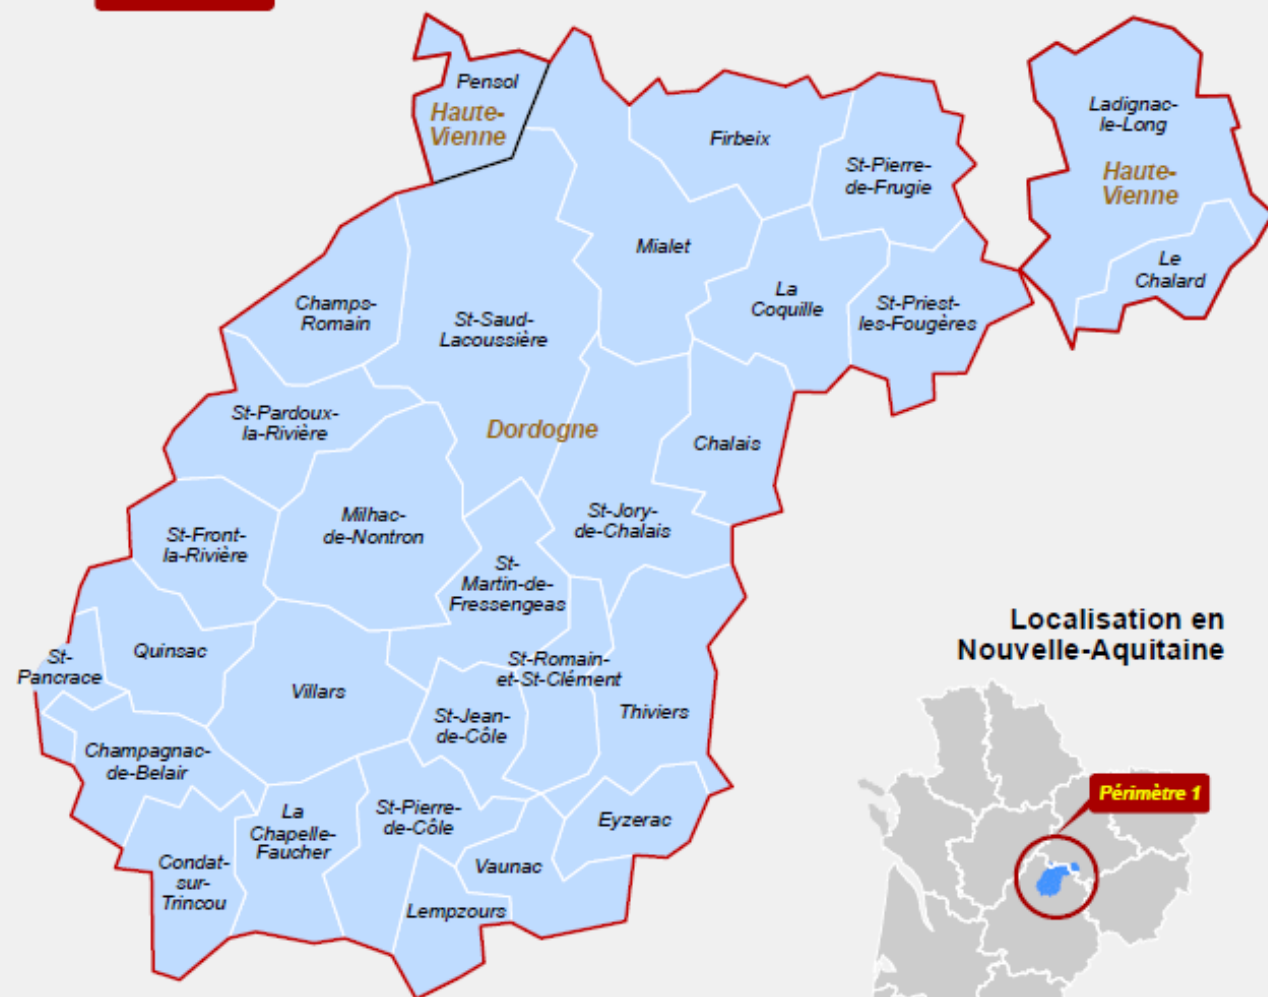 Pensol
Haute-
Vienne
Ladignac-
le-Long
Haute-
Vienne
Le
Chalard
Firbeix
St-Pierre-
de-Frugie
Mialet
La
Coquille
St-Priest-
les-Fougères
Champs-
Romain
St-Saud-
Lacoussière
St-Pardoux-
la-Rivière
Dordogne
Chalais
St-Front-
la-Rivière
Milhac-
de-Nontron
St-Jory-
de-Chalais
St-
Martin-de-
Fressengeas
St-
Pancrace
Quinsac
Villars
St-Romain-
et-St-Clément
St-Jean-
de-Côle
Thiviers
Champagnac-
de-Belair
La
Chapelle-
Faucher
St-Pierre-
de-Côle
Eyzerac
Condat-
sur-
Trincou
Vaunac
Lempzours
Localisation en
Nouvelle-Aquitaine
Périmètre 1